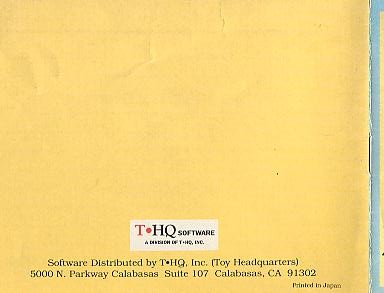 T•HQ SOFTWARE
A DIVISION OF T•HQ, INC.
Software Distributed by T•HQ, Inc. (Toy Headquarters)
5000 N. Parkway Calabasas Suite 107 Calabasas, CA 91302
Printed in Japan